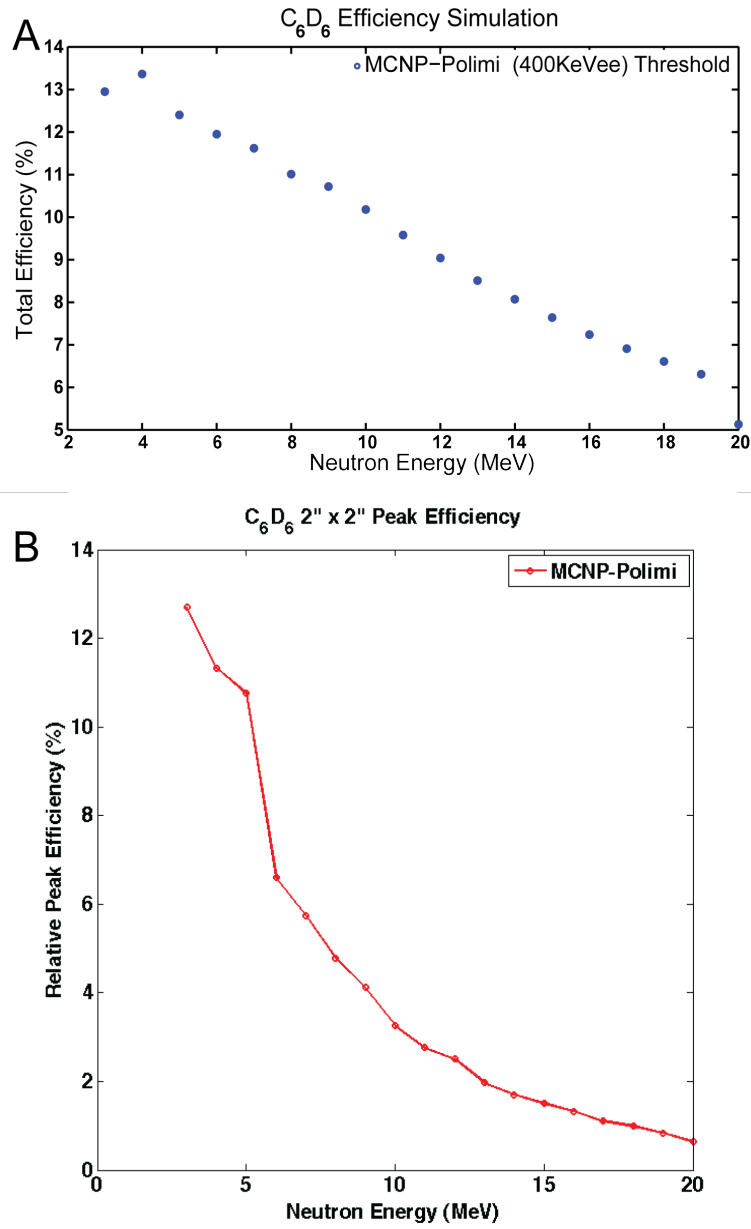 A
C₆D₆ Efficiency Simulation
MCNP−Polimi (400KeVee) Threshold
Total Efficiency (%)
14
13
12
11
10
9
8
7
6
5
2 4 6 8 10 12 14 16 18 20
Neutron Energy (MeV)
B
C₆D₆ 2" x 2" Peak Efficiency
MCNP-Polimi
Relative Peak Efficiency (%)
14
12
10
8
6
4
2
0
0 5 10 15 20
Neutron Energy (MeV)